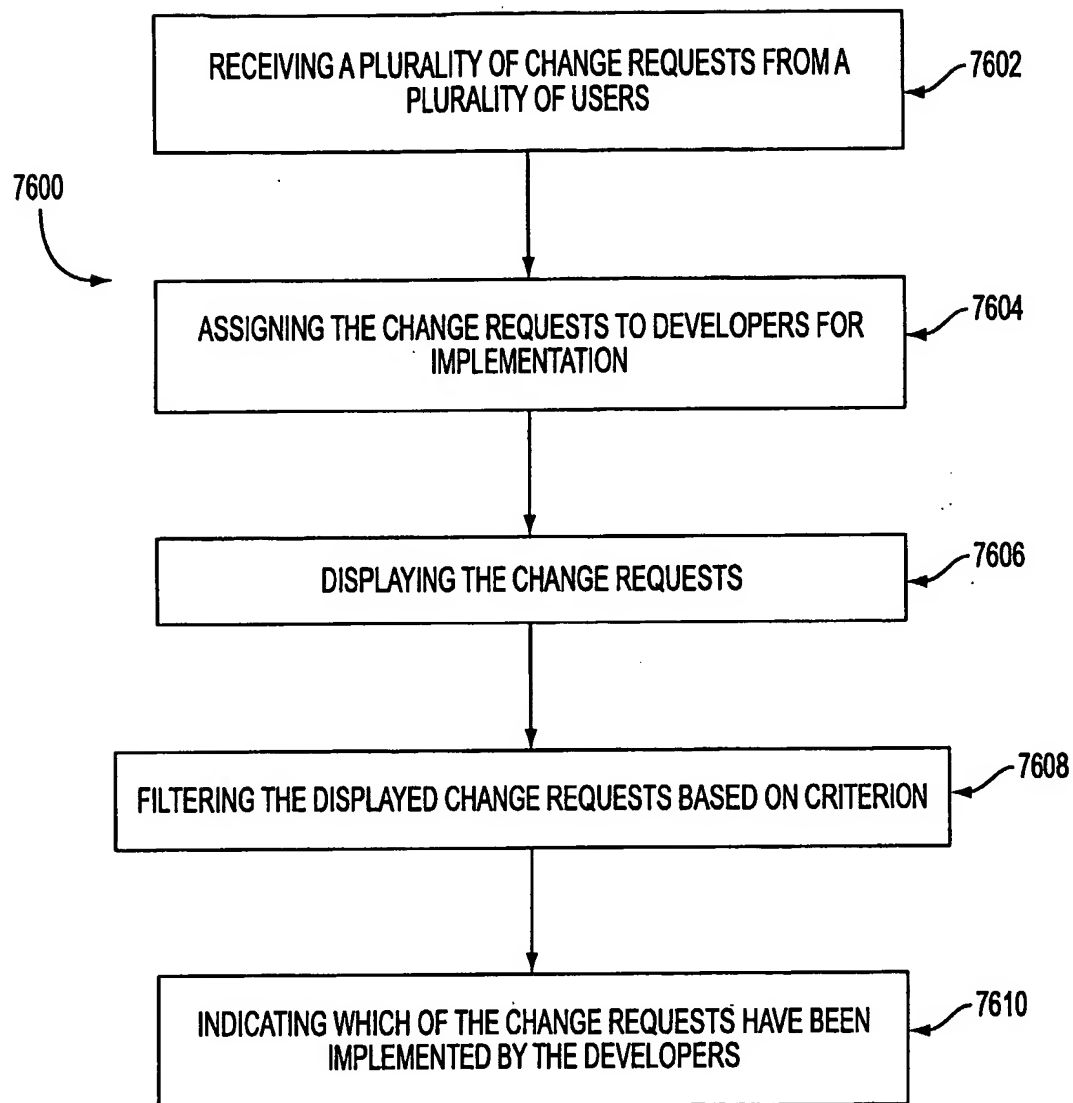 RECEIVING A PLURALITY OF CHANGE REQUESTS FROM A
PLURALITY OF USERS
7602
7600
ASSIGNING THE CHANGE REQUESTS TO DEVELOPERS FOR
IMPLEMENTATION
7604
DISPLAYING THE CHANGE REQUESTS
7606
FILTERING THE DISPLAYED CHANGE REQUESTS BASED ON CRITERION
7608
INDICATING WHICH OF THE CHANGE REQUESTS HAVE BEEN
IMPLEMENTED BY THE DEVELOPERS
7610